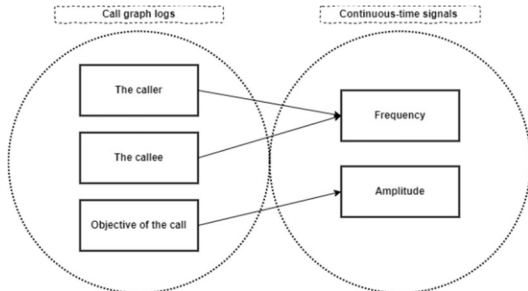 Call graph logs
Continuous-time signals
The caller
Frequency
The callee
Amplitude
Objective of the call